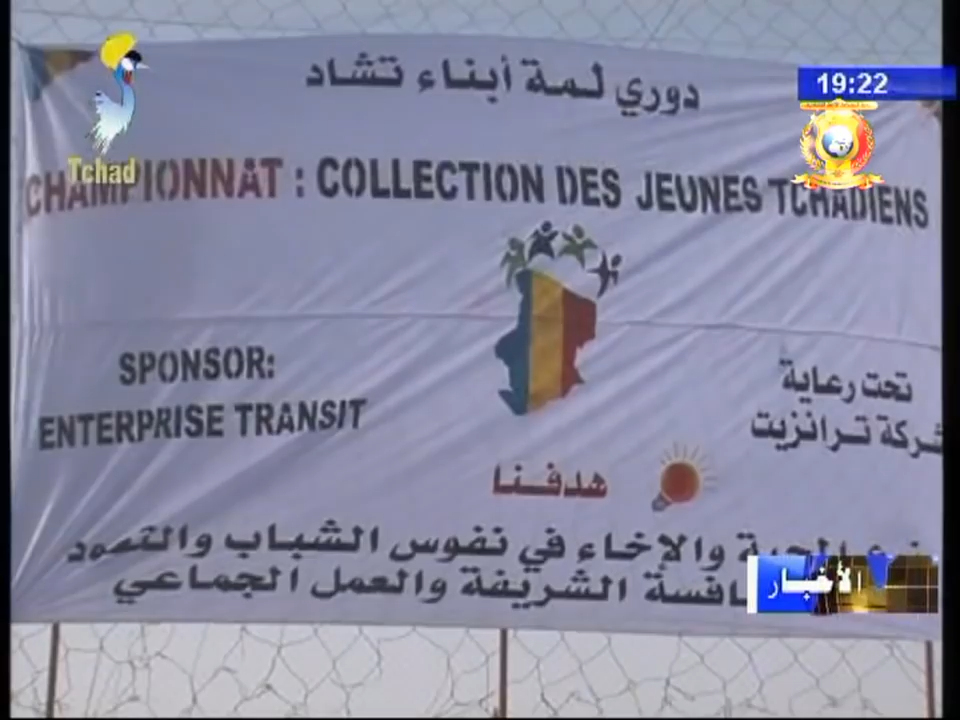 19:22
Tchad
دوري لمة أبناء تشاد
CHAMPIONNAT : COLLECTION DES JEUNES TCHADIENS
SPONSOR:
ENTERPRISE TRANSIT
تحت رعاية
شركة ترانزيت
هدفنا
والإخاء في نفوس الشباب والتعود
الشريفة والعمل الجماعي
الأخبار